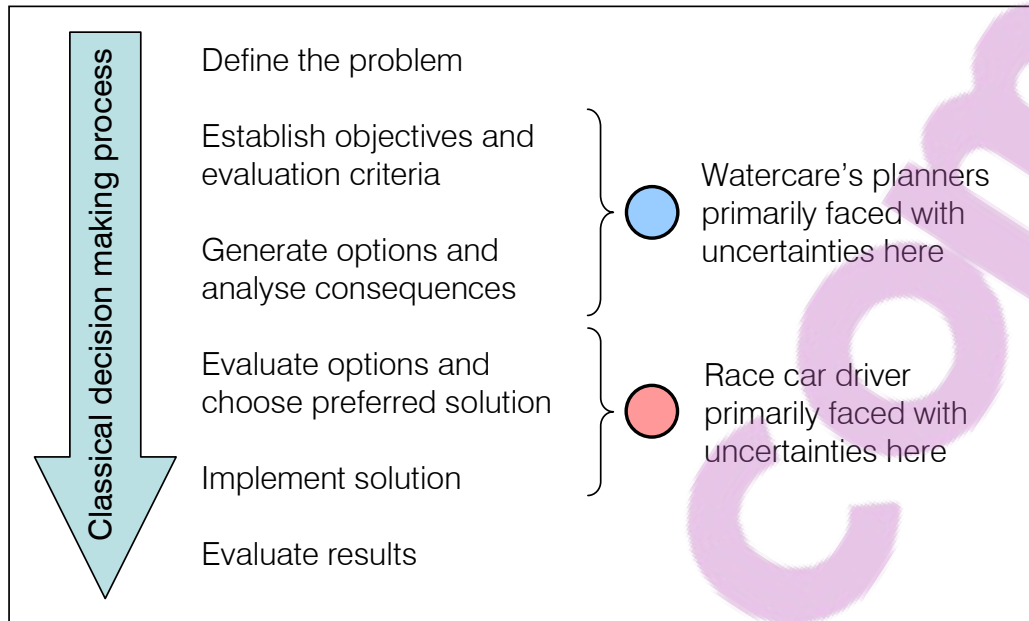 Classical decision making process
Define the problem
Establish objectives and
evaluation criteria
Generate options and
analyse consequences
Watercare's planners
primarily faced with
uncertainties here
Evaluate options and
choose preferred solution
Implement solution
Race car driver
primarily faced with
uncertainties here
Evaluate results
com